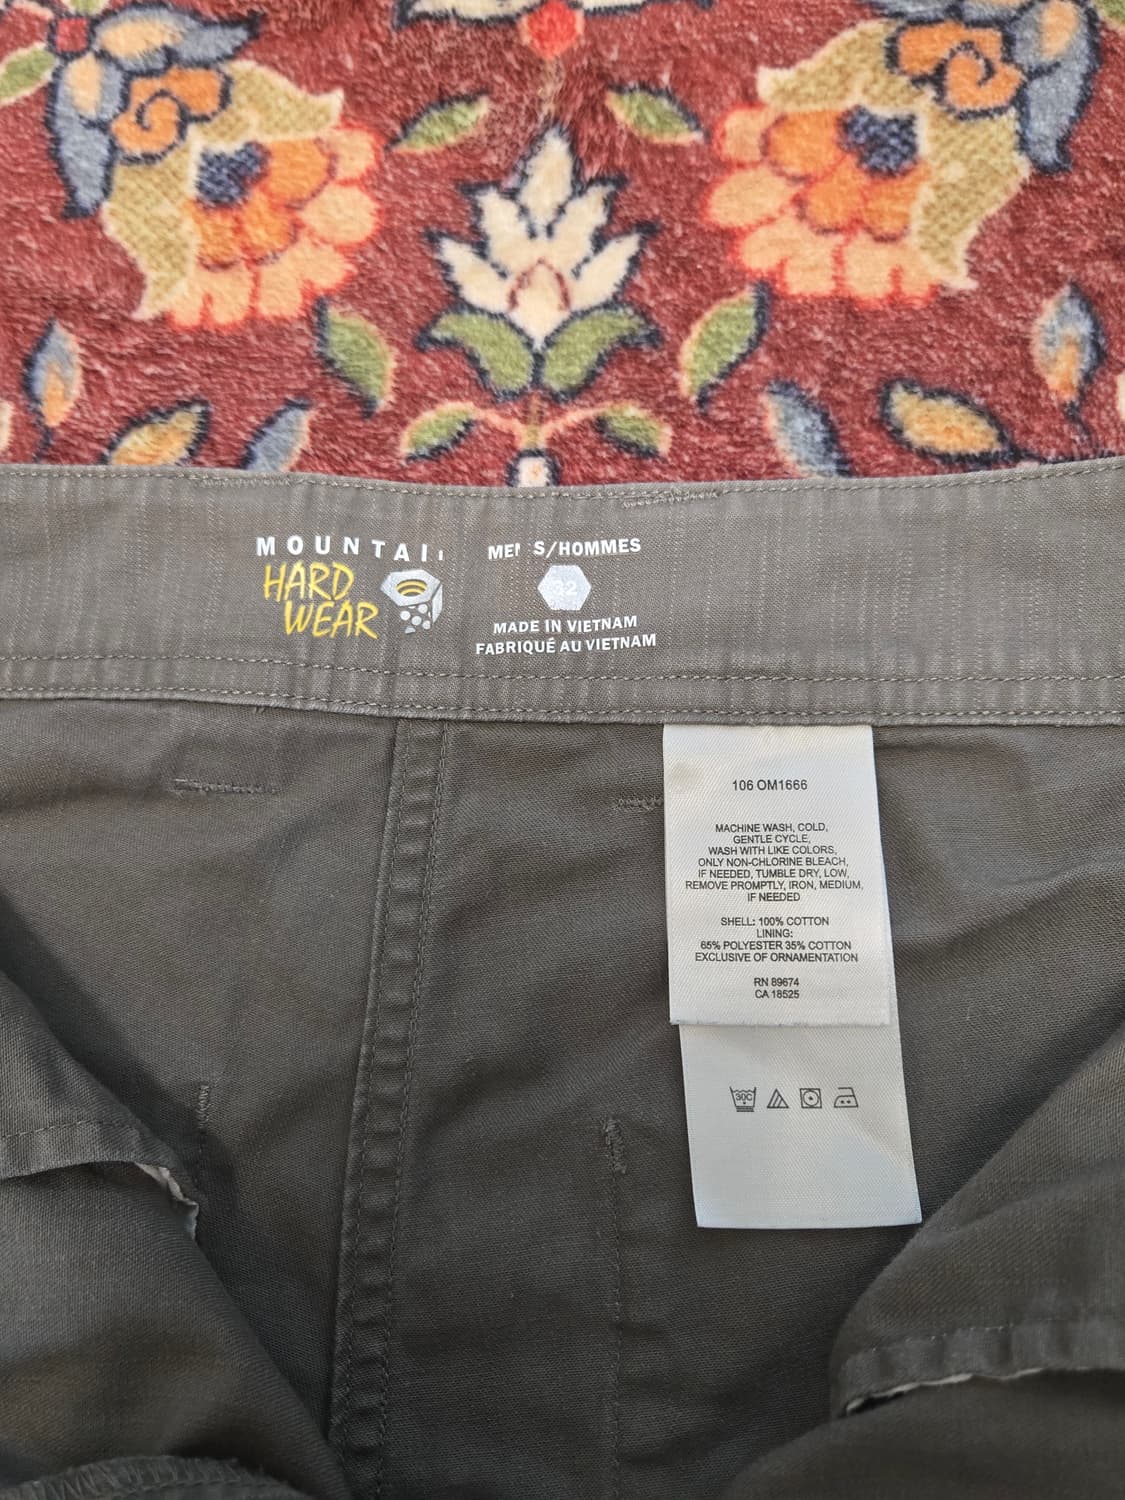 MOUNTAI
HARD
WEAR
MEN'S/HOMMES
32
MADE IN VIETNAM
FABRIQUÉ AU VIETNAM
106 OM1666
MACHINE WASH, COLD,
GENTLE CYCLE,
WASH WITH LIKE COLORS,
ONLY NON-CHLORINE BLEACH,
IF NEEDED, TUMBLE DRY, LOW,
REMOVE PROMPTLY, IRON, MEDIUM,
IF NEEDED
SHELL: 100% COTTON
LINING:
65% POLYESTER 35% COTTON
EXCLUSIVE OF ORNAMENTATION
RN 89674
CA 18525
30C